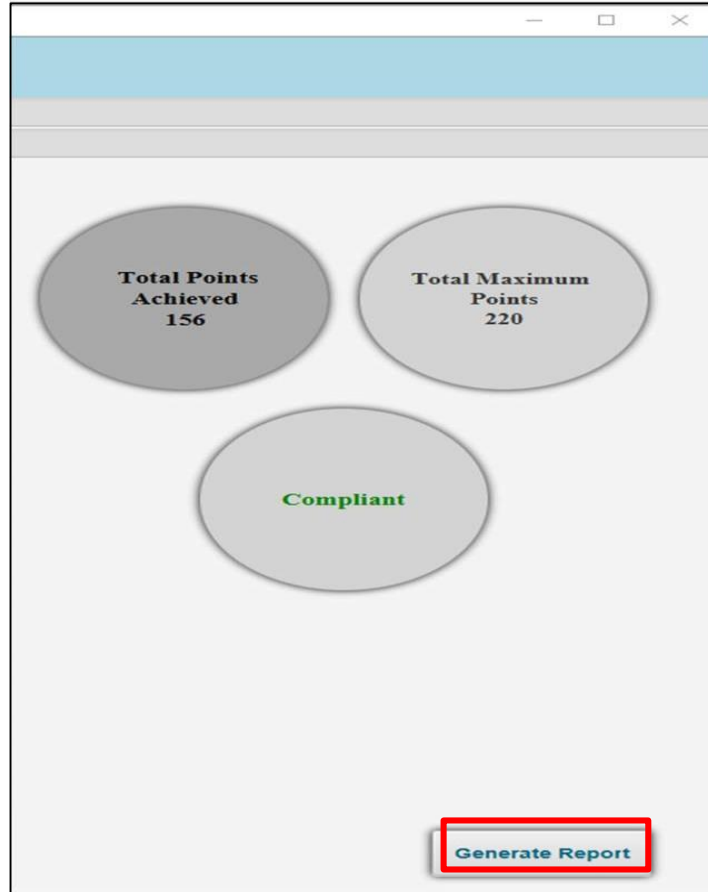 Total Points
Achieved
156
Total Maximum
Points
220
Compliant
Generate Report